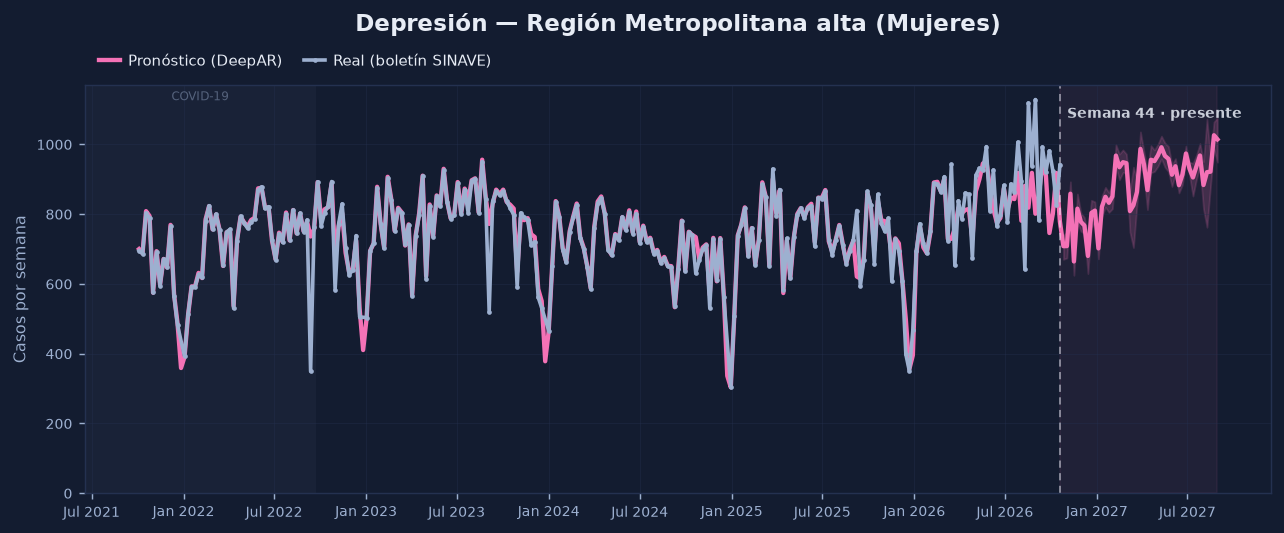 Depresión — Región Metropolitana alta (Mujeres)
Pronóstico (DeepAR)
Real (boletín SINAVE)
COVID-19
Semana 44 · presente
Casos por semana
1000
800
600
400
200
0
Jul 2021
Jan 2022
Jul 2022
Jan 2023
Jul 2023
Jan 2024
Jul 2024
Jan 2025
Jul 2025
Jan 2026
Jul 2026
Jan 2027
Jul 2027